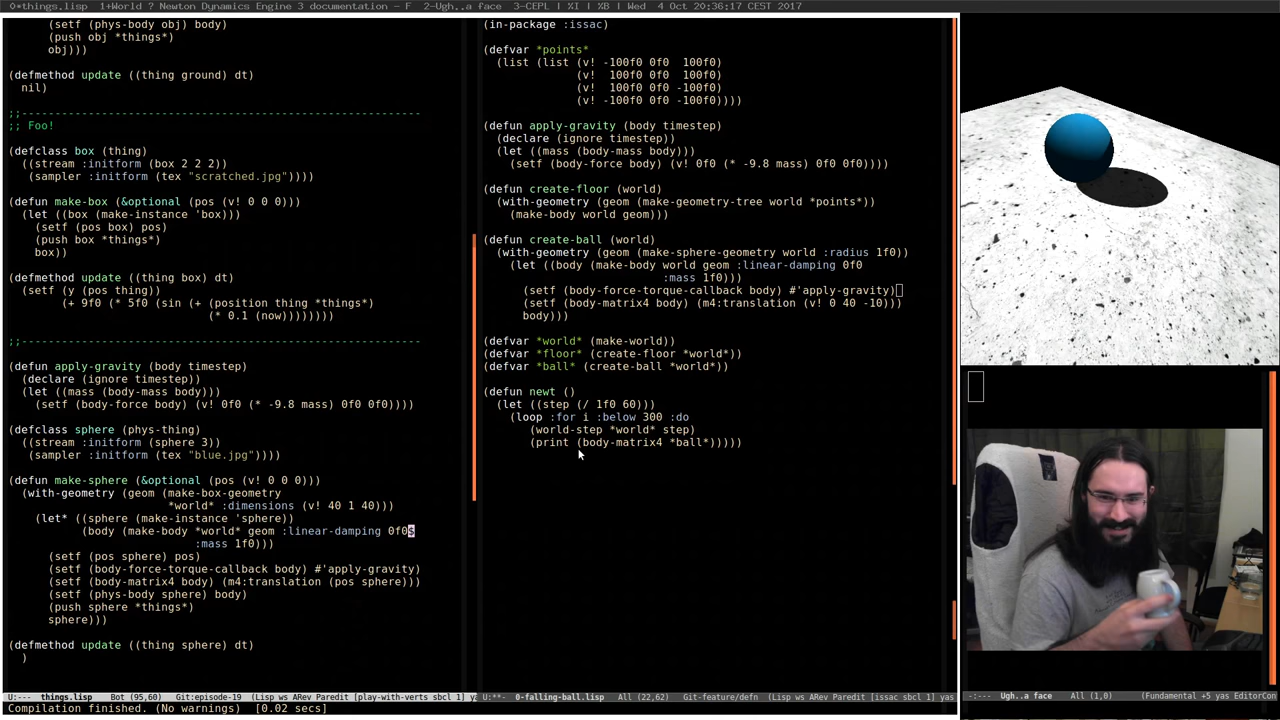 0*things.lisp  1+World ? Newton Dynamics Engine 3 documentation - F  2-Ugh..a face  3-CEPL | %I | %B | Wed  4 Oct 20:36:17 CEST 2017
(setf (phys-body obj) body)
(push obj *things*)
obj)))
(defmethod update ((thing ground) dt)
nil)
;;---------------------------------------------------------------
;; Foo!
(defclass box (thing)
((stream :initform (box 2 2 2))
(sampler :initform (tex "scratched.jpg"))))
(defun make-box (&optional (pos (v! 0 0 0)))
(let ((box (make-instance 'box)))
(setf (pos box) pos)
(push box *things*)
box))
(defmethod update ((thing box) dt)
(setf (y (pos thing))
(+ 9f0 (* 5f0 (sin (+ (position thing *things*)
(* 0.1 (now))))))))
;;---------------------------------------------------------------
(defun apply-gravity (body timestep)
(declare (ignore timestep))
(let ((mass (body-mass body)))
(setf (body-force body) (v! 0f0 (* -9.8 mass) 0f0 0f0))))
(defclass sphere (phys-thing)
((stream :initform (sphere 3))
(sampler :initform (tex "blue.jpg"))))
(defun make-sphere (&optional (pos (v! 0 0 0)))
(with-geometry (geom (make-box-geometry
*world* :dimensions (v! 40 1 40)))
(let* ((sphere (make-instance 'sphere))
(body (make-body *world* geom :linear-damping 0f0$
:mass 1f0)))
(setf (pos sphere) pos)
(setf (body-force-torque-callback body) #'apply-gravity)
(setf (body-matrix4 body) (m4:translation (pos sphere)))
(setf (phys-body sphere) body)
(push sphere *things*)
sphere)))
(defmethod update ((thing sphere) dt)
)
U:---  things.lisp    Bot (95,60)   Git:episode-19  (Lisp ws ARev Paredit [play-with-verts sbcl 1] ya
(in-package :issac)
(defvar *points*
(list (list (v! -100f0 0f0  100f0)
(v!  100f0 0f0  100f0)
(v!  100f0 0f0 -100f0)
(v! -100f0 0f0 -100f0))))
(defun apply-gravity (body timestep)
(declare (ignore timestep))
(let ((mass (body-mass body)))
(setf (body-force body) (v! 0f0 (* -9.8 mass) 0f0 0f0))))
(defun create-floor (world)
(with-geometry (geom (make-geometry-tree world *points*))
(make-body world geom)))
(defun create-ball (world)
(with-geometry (geom (make-sphere-geometry world :radius 1f0))
(let ((body (make-body world geom :linear-damping 0f0
:mass 1f0)))
(setf (body-force-torque-callback body) #'apply-gravity)
(setf (body-matrix4 body) (m4:translation (v! 0 40 -10)))
body)))
(defvar *world* (make-world))
(defvar *floor* (create-floor *world*))
(defvar *ball* (create-ball *world*))
(defun newt ()
(let ((step (/ 1f0 60)))
(loop :for i :below 300 :do
(world-step *world* step)
(print (body-matrix4 *ball*)))))
U:**-  0-falling-ball.lisp    All (22,62)    Git-feature/defn  (Lisp ws ARev Paredit [issac sbcl 1] yas
-:---  Ugh..a face    All (1,0)     (Fundamental +5 yas EditorCon
Compilation finished. (No warnings)  [0.02 secs]